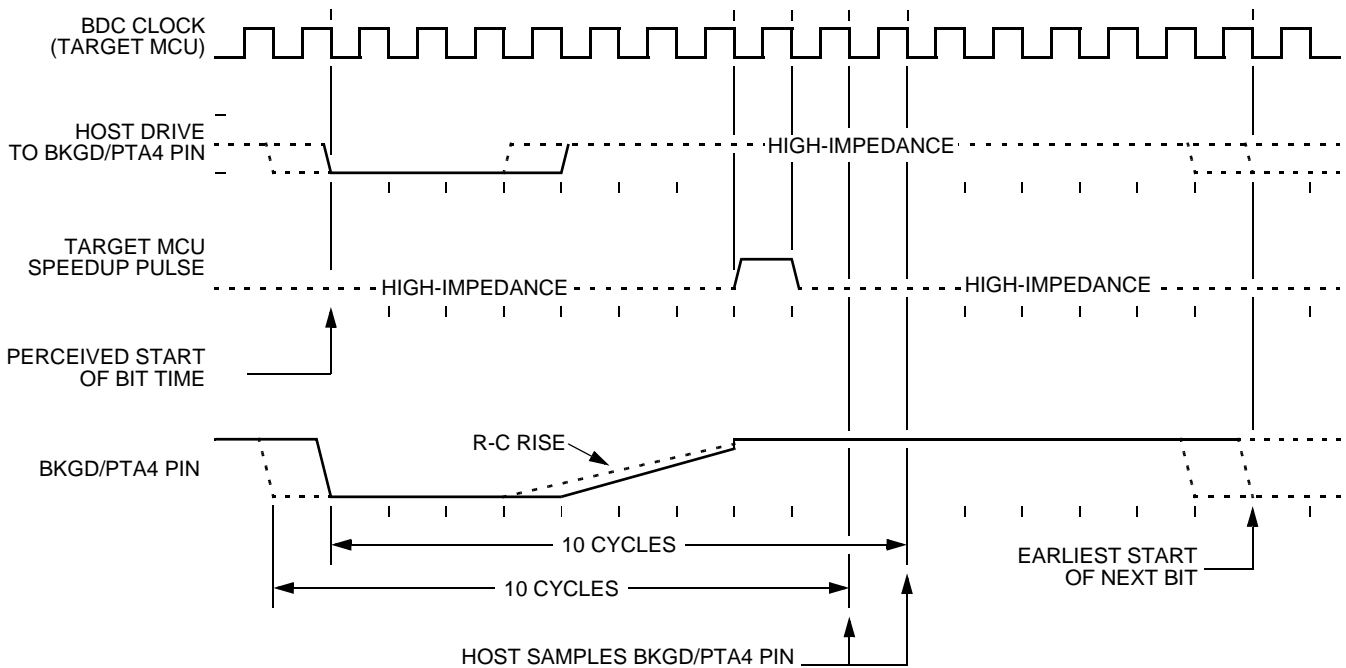 BDC CLOCK
(TARGET MCU)
HOST DRIVE
TO BKGD/PTA4 PIN
HIGH-IMPEDANCE
TARGET MCU
SPEEDUP PULSE
HIGH-IMPEDANCE
HIGH-IMPEDANCE
PERCEIVED START
OF BIT TIME
R-C RISE
BKGD/PTA4 PIN
10 CYCLES
10 CYCLES
EARLIEST START
OF NEXT BIT
HOST SAMPLES BKGD/PTA4 PIN